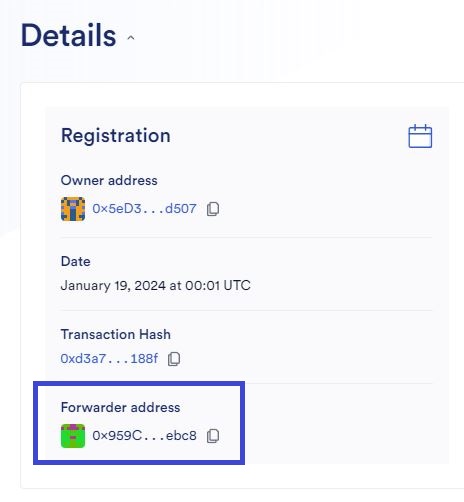 Details
Registration
Owner address
0x5eD3...d507
Date
January 19, 2024 at 00:01 UTC
Transaction Hash
0xd3a7...188f
Forwarder address
0x959C...ebc8